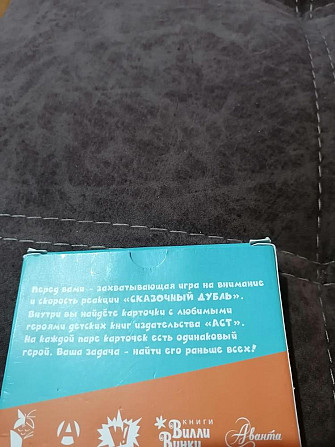 Перед вами - захватывающая игра на внимание
и скорость реакции «СКАЗОЧНЫЙ ДУБЛЬ».
Внутри вы найдёте карточки с любимыми
героями детских книг издательства «АСТ».
На каждой паре карточек есть одинаковый
герой. Ваша задача - найти его раньше всех!
КНИГИ
Вилли
Винки
Аванта